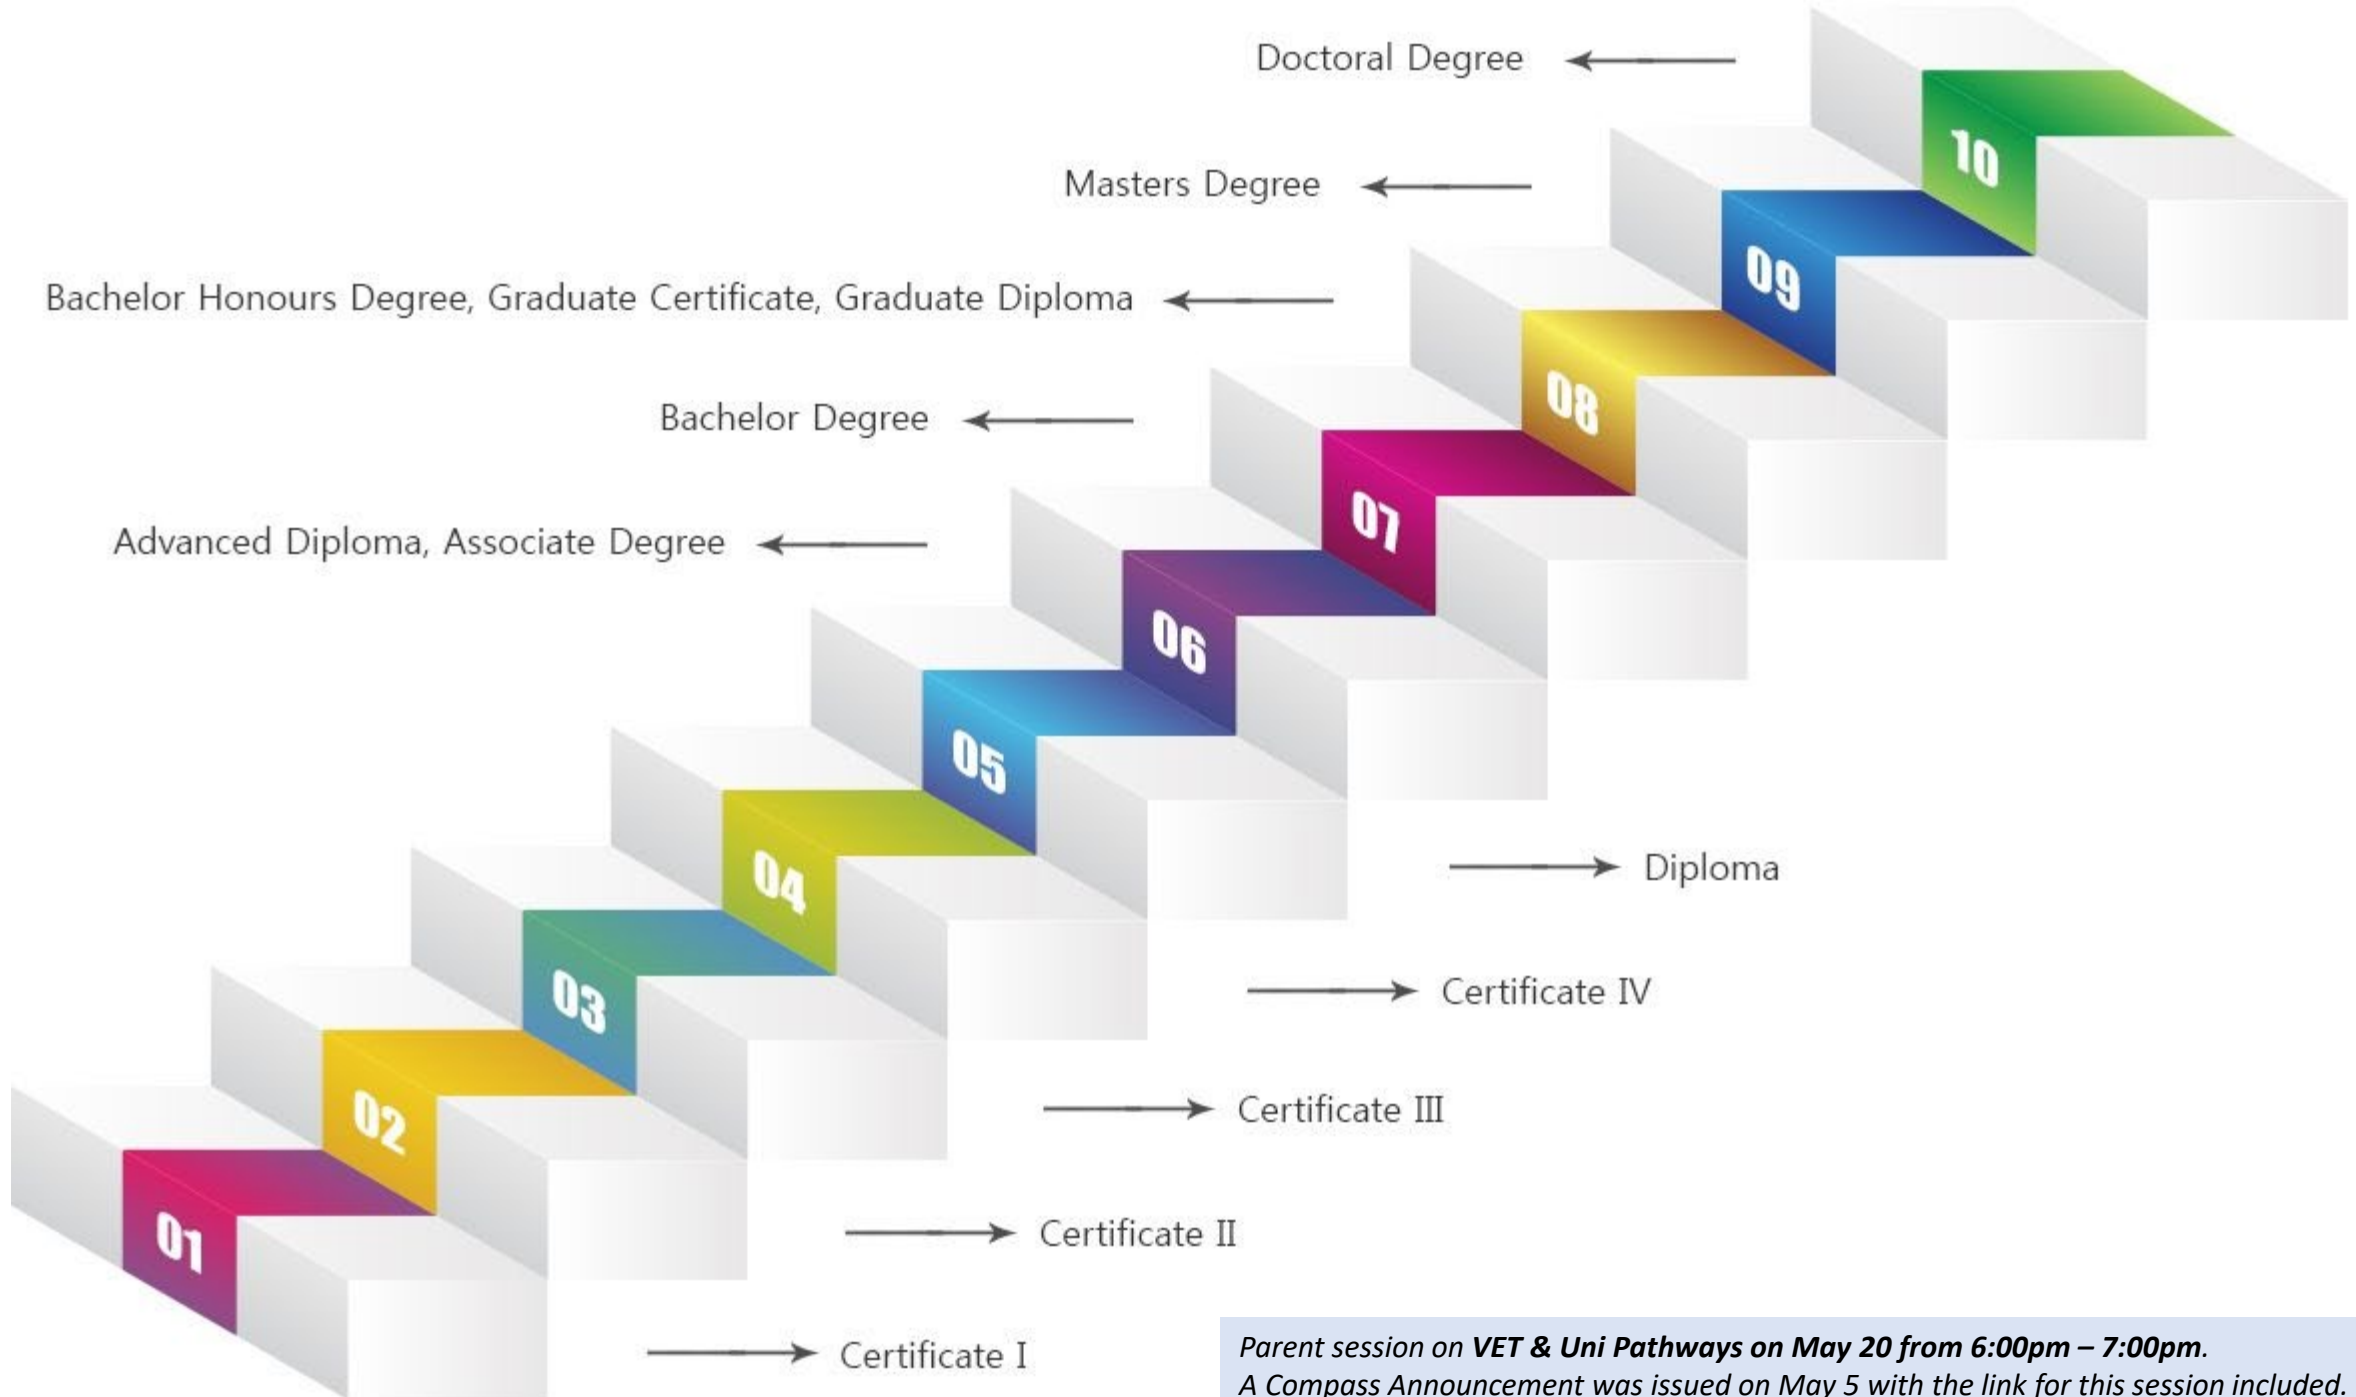 Doctoral Degree
10
Masters Degree
09
Bachelor Honours Degree, Graduate Certificate, Graduate Diploma
08
Bachelor Degree
07
Advanced Diploma, Associate Degree
06
05
Diploma
04
Certificate IV
03
Certificate III
02
Certificate II
01
Certificate I
Parent session on VET & Uni Pathways on May 20 from 6:00pm – 7:00pm.
A Compass Announcement was issued on May 5 with the link for this session included.